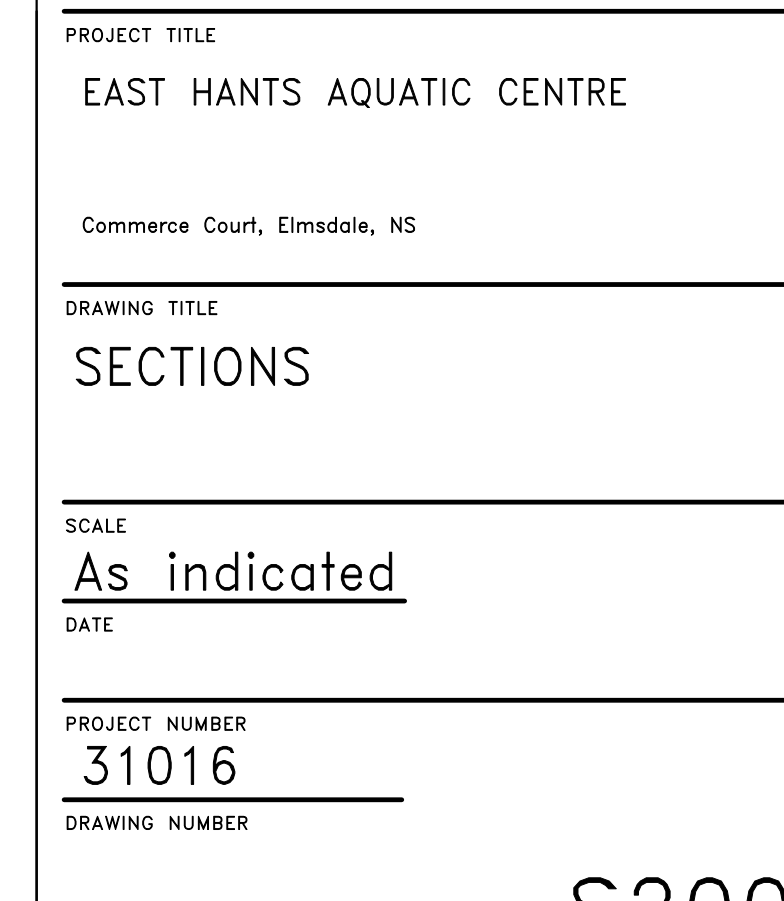 PROJECT TITLE
EAST HANTS AQUATIC CENTRE
Commerce Court, Elmsdale, NS
DRAWING TITLE
SECTIONS
SCALE
As indicated
DATE
PROJECT NUMBER
31016
DRAWING NUMBER